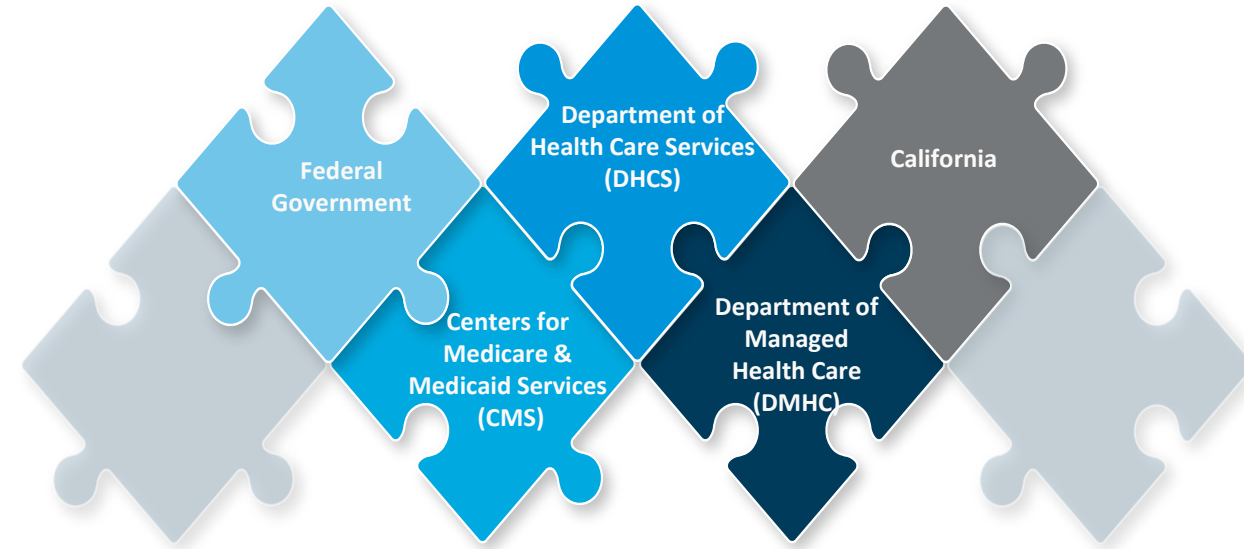 Federal
Government
Department of
Health Care Services
(DHCS)
California
Centers for
Medicare &
Medicaid Services
(CMS)
Department of
Managed
Health Care
(DMHC)